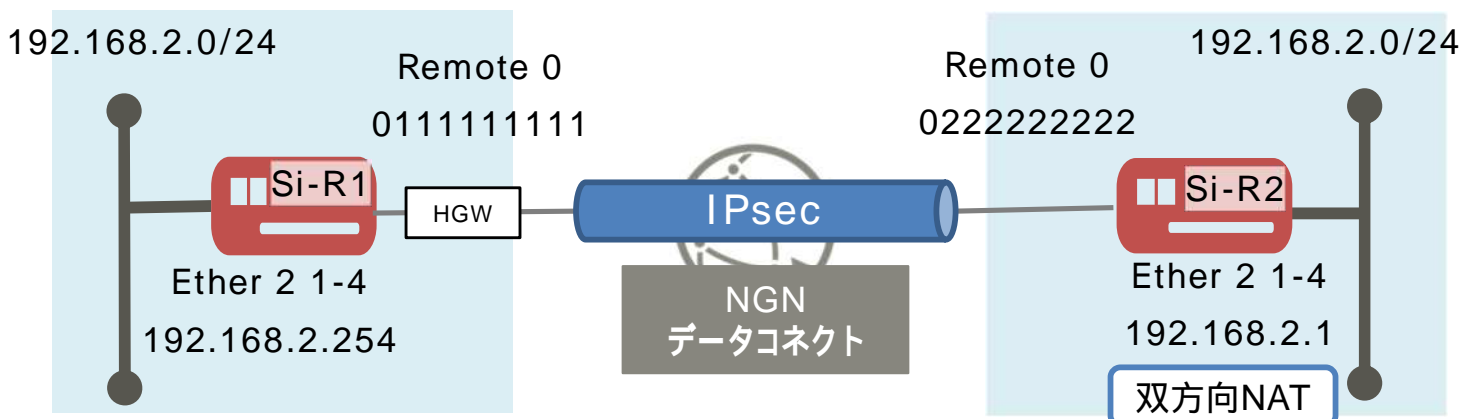 192.168.2.0/24
Remote 0
0111111111
Si-R1
HGW
Ether 2 1-4
192.168.2.254
IPsec
NGN
データコネクト
192.168.2.0/24
Remote 0
0222222222
Si-R2
Ether 2 1-4
192.168.2.1
双方向NAT